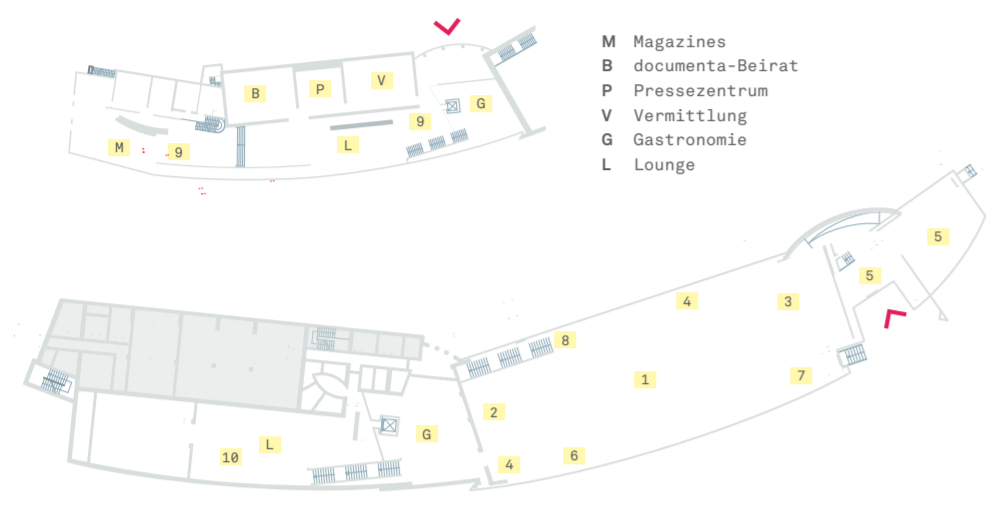 M Magazines
B documenta-Beirat
P Pressezentrum
V Vermittlung
G Gastronomie
L Lounge
B
P
V
G
9
L
M
9
5
5
4
3
8
1
7
2
G
L
10
4
6